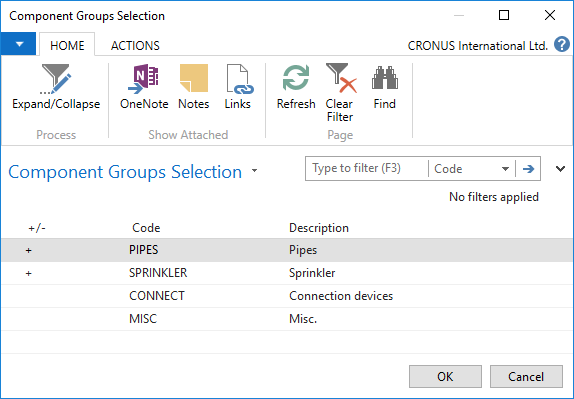 Component Groups Selection
HOME ACTIONS CRONUS International Ltd. ?
Expand/Collapse OneNote Notes Links Refresh Clear Filter Find
Process Show Attached Page
Component Groups Selection Type to filter (F3) Code
No filters applied
+/- Code Description
+ PIPES Pipes
+ SPRINKLER Sprinkler
CONNECT Connection devices
MISC Misc.
OK Cancel